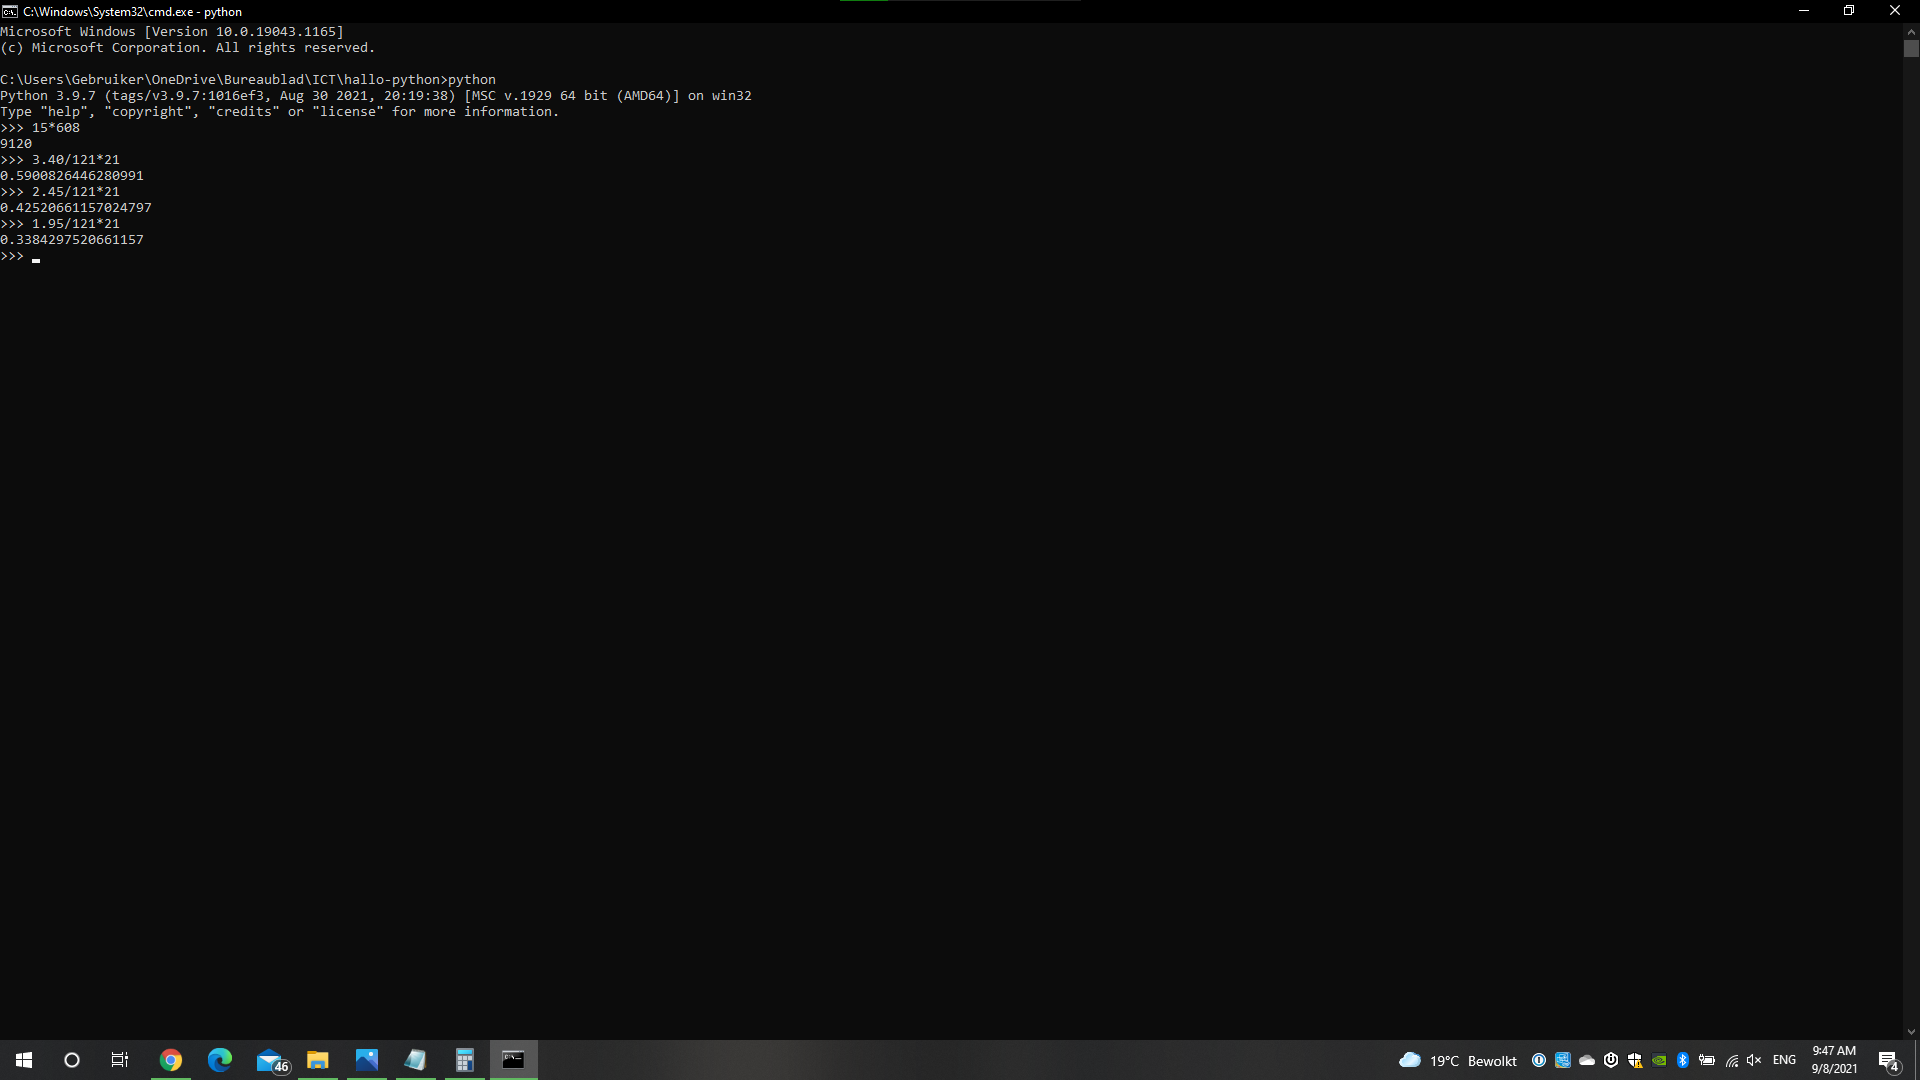 C:\Windows\System32\cmd.exe - python
Microsoft Windows [Version 10.0.19043.1165]
(c) Microsoft Corporation. All rights reserved.
C:\Users\Gebruiker\OneDrive\Bureaublad\ICT\hallo-python>python
Python 3.9.7 (tags/v3.9.7:1016ef3, Aug 30 2021, 20:19:38) [MSC v.1929 64 bit (AMD64)] on win32
Type "help", "copyright", "credits" or "license" for more information.
>>> 15*608
9120
>>> 3.40/121*21
0.5900826446280991
>>> 2.45/121*21
0.42520661157024797
>>> 1.95/121*21
0.3384297520661157
>>>
46
19°C Bewolkt
ENG
9:47 AM
9/8/2021
4